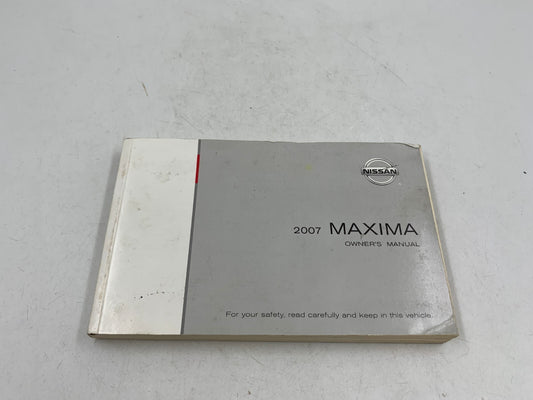 NISSAN
2007 MAXIMA
OWNER'S MANUAL
For your safety, read carefully and keep in this vehicle.